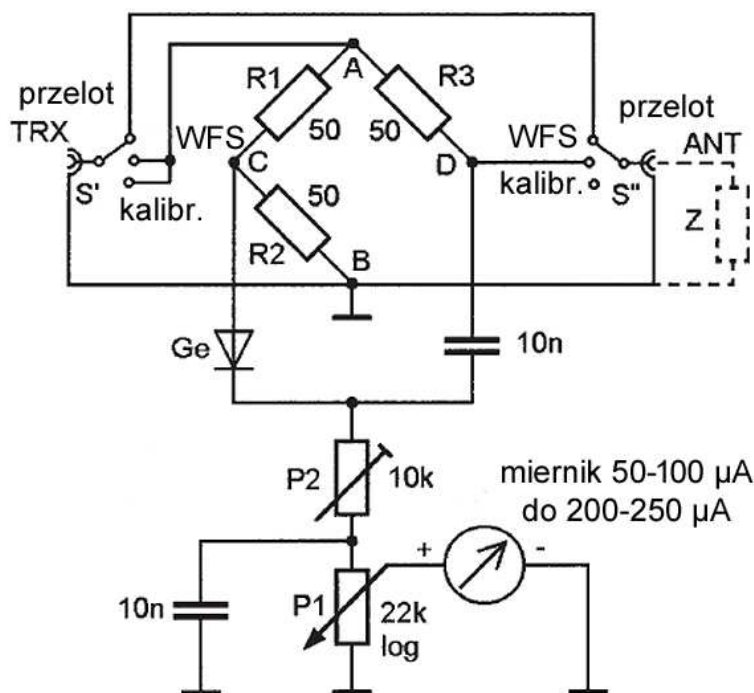 A
R1
R3
przelot
przelot
TRX
WFS
50
50
WFS
ANT
C
D
S'
kalibr.
50
kalibr.
S"
Z
R2
B
Ge
10n
P2
10k
miernik 50-100 µA
do 200-250 µA
+
-
10n
P1
22k
log